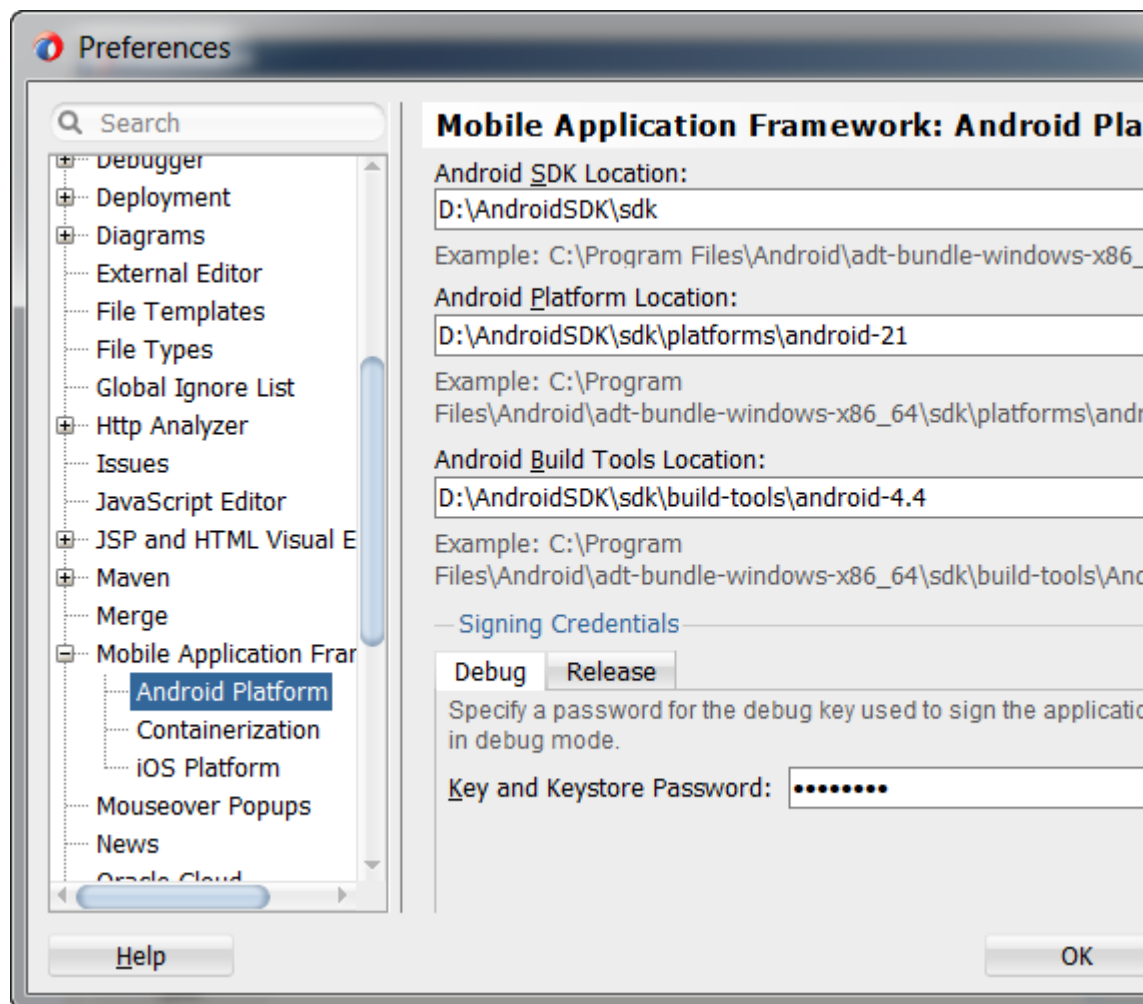 Preferences
Search
Debugger
Deployment
Diagrams
External Editor
File Templates
File Types
Global Ignore List
Http Analyzer
Issues
JavaScript Editor
JSP and HTML Visual E
Maven
Merge
Mobile Application Fran
Android Platform
Containerization
iOS Platform
Mouseover Popups
News
Oracle Cloud
Mobile Application Framework: Android Pla
Android SDK Location:
D:\AndroidSDK\sdk
Example: C:\Program Files\Android\adt-bundle-windows-x86_
Android Platform Location:
D:\AndroidSDK\sdk\platforms\android-21
Example: C:\Program
Files\Android\adt-bundle-windows-x86_64\sdk\platforms\andr
Android Build Tools Location:
D:\AndroidSDK\sdk\build-tools\android-4.4
Example: C:\Program
Files\Android\adt-bundle-windows-x86_64\sdk\build-tools\And
Signing Credentials
Debug Release
Specify a password for the debug key used to sign the applicatio
in debug mode.
Key and Keystore Password: ••••••••
Help OK